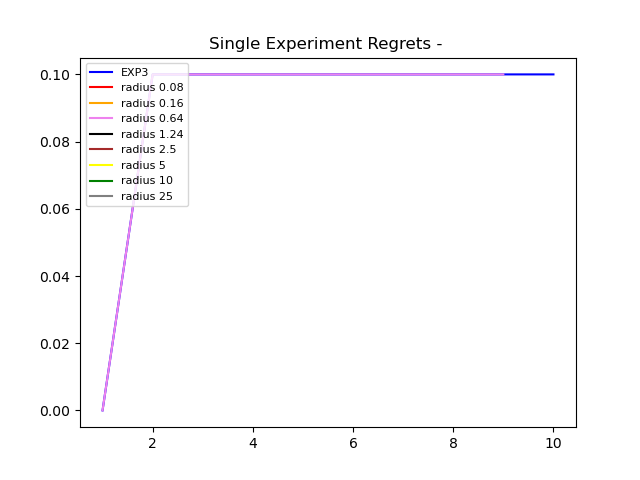 Single Experiment Regrets -
0.10
0.08
0.06
0.04
0.02
0.00
EXP3
radius 0.08
radius 0.16
radius 0.64
radius 1.24
radius 2.5
radius 5
radius 10
radius 25
2 4 6 8 10